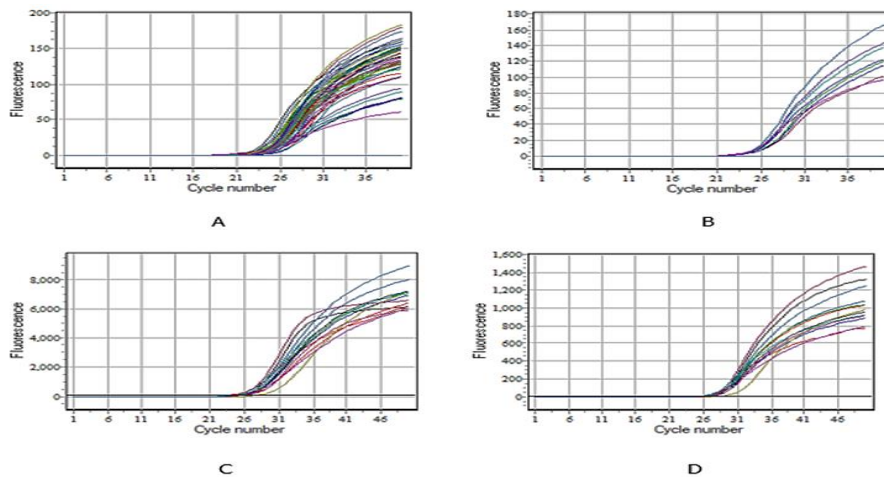 200
150
100
50
0
Fluorescence
1 6 11 16 21 26 31 36
Cycle number
A
180
160
140
120
100
80
60
40
20
0
Fluorescence
1 6 11 16 21 26 31 36
Cycle number
B
8,000
6,000
4,000
2,000
0
Fluorescence
1 6 11 16 21 26 31 36 41 46
Cycle number
C
1,600
1,400
1,200
1,000
800
600
400
200
0
Fluorescence
1 6 11 16 21 26 31 36 41 46
Cycle number
D